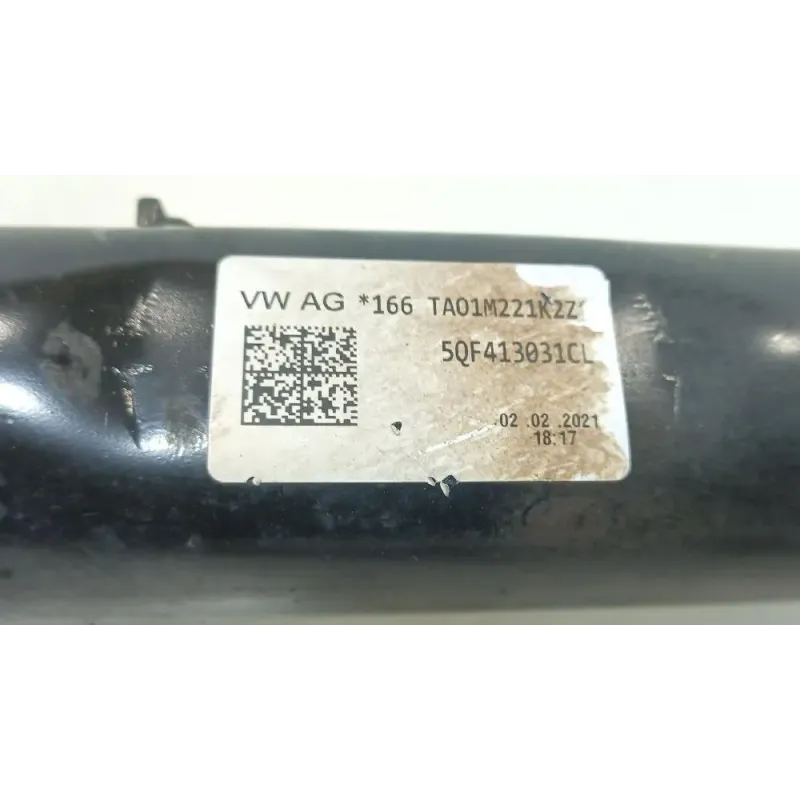 VW AG *166 TA01M221K2Z*
5QF413031CL
02.02.2021
18:17